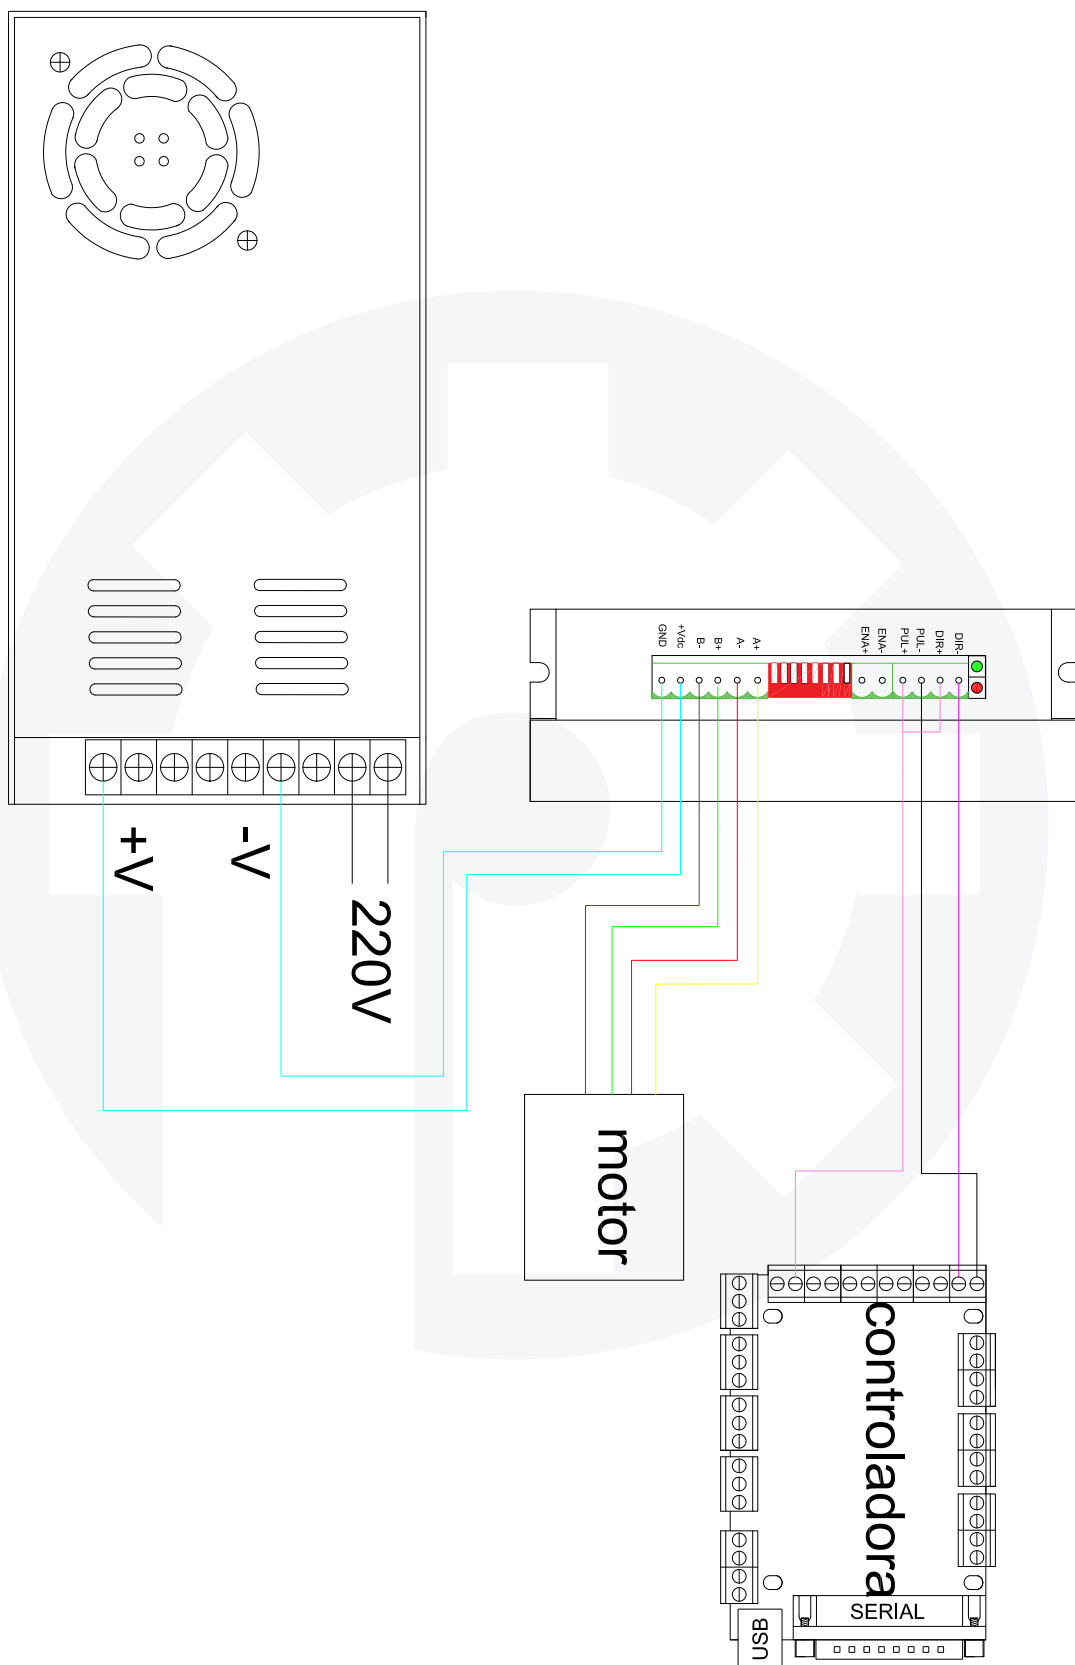 GND
+Vdc
B-
B+
A-
A+
ENA+
ENA-
PUL+
PUL-
DIR+
DIR-
+V
-V
220V
motor
controladora
SERIAL
USB